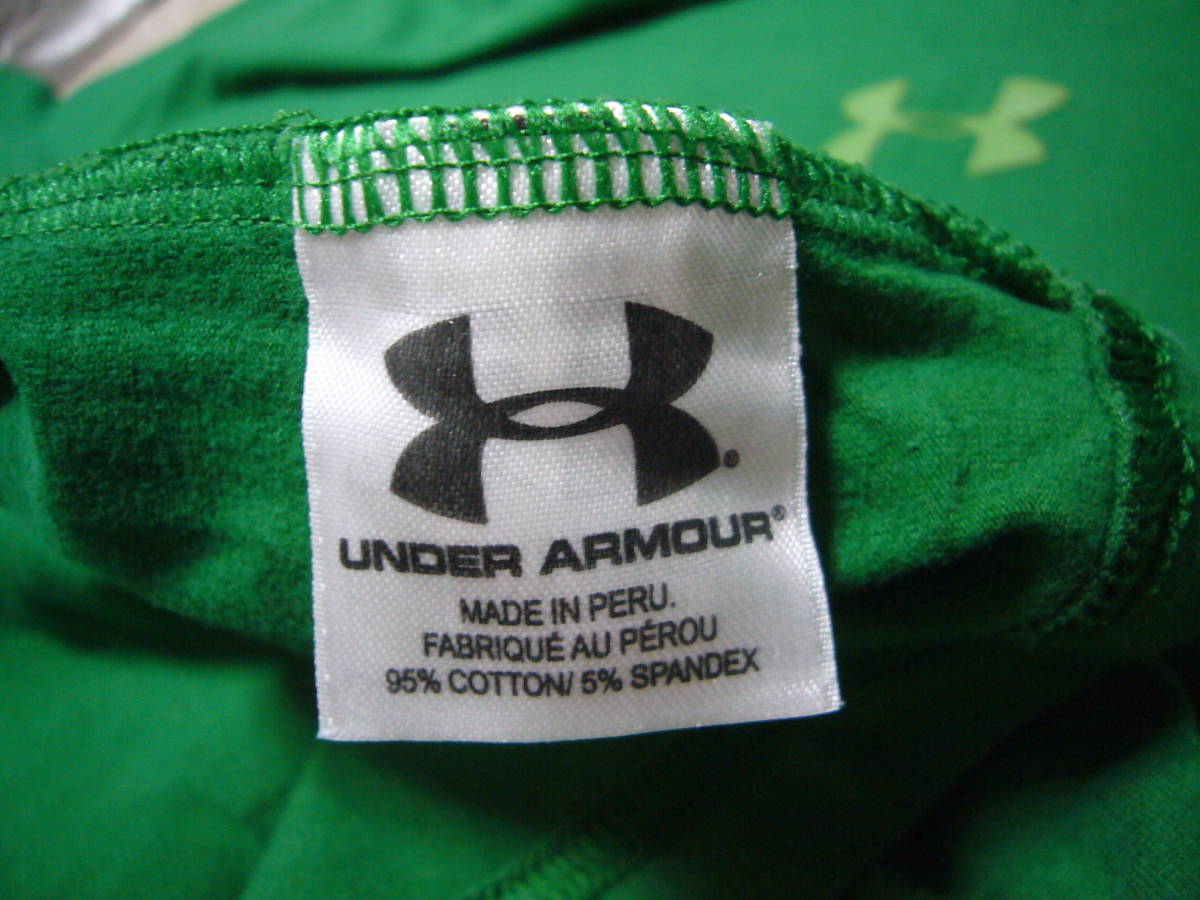 UNDER ARMOUR®
MADE IN PERU.
FABRIQUÉ AU PÉROU
95% COTTON/ 5% SPANDEX